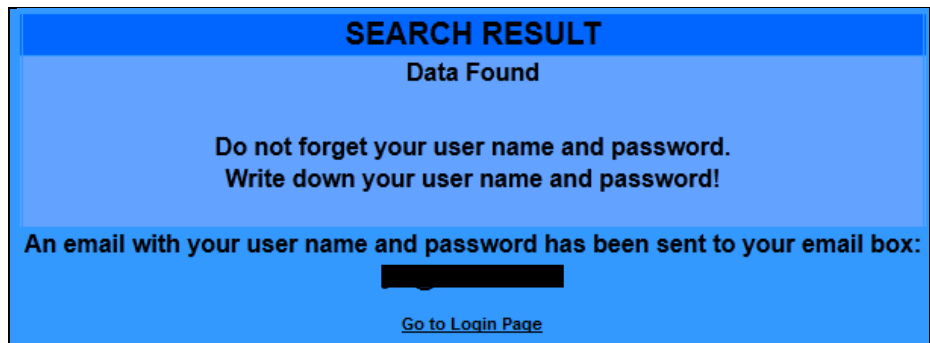 SEARCH RESULT
Data Found
Do not forget your user name and password.
Write down your user name and password!
An email with your user name and password has been sent to your email box:
Go to Login Page